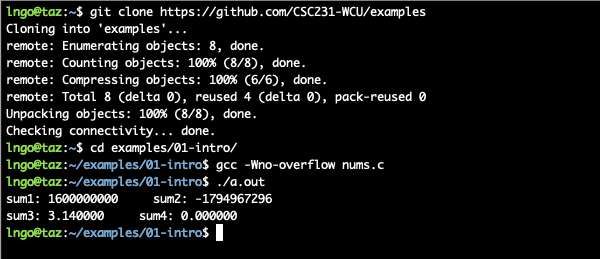 lngo@taz:~$ git clone https://github.com/CSC231-WCU/examples
Cloning into 'examples'...
remote: Enumerating objects: 8, done.
remote: Counting objects: 100% (8/8), done.
remote: Compressing objects: 100% (6/6), done.
remote: Total 8 (delta 0), reused 4 (delta 0), pack-reused 0
Unpacking objects: 100% (8/8), done.
Checking connectivity... done.
lngo@taz:~$ cd examples/01-intro/
lngo@taz:~/examples/01-intro$ gcc -Wno-overflow nums.c
lngo@taz:~/examples/01-intro$ ./a.out
sum1: 1600000000     sum2: -1794967296
sum3: 3.140000     sum4: 0.000000
lngo@taz:~/examples/01-intro$